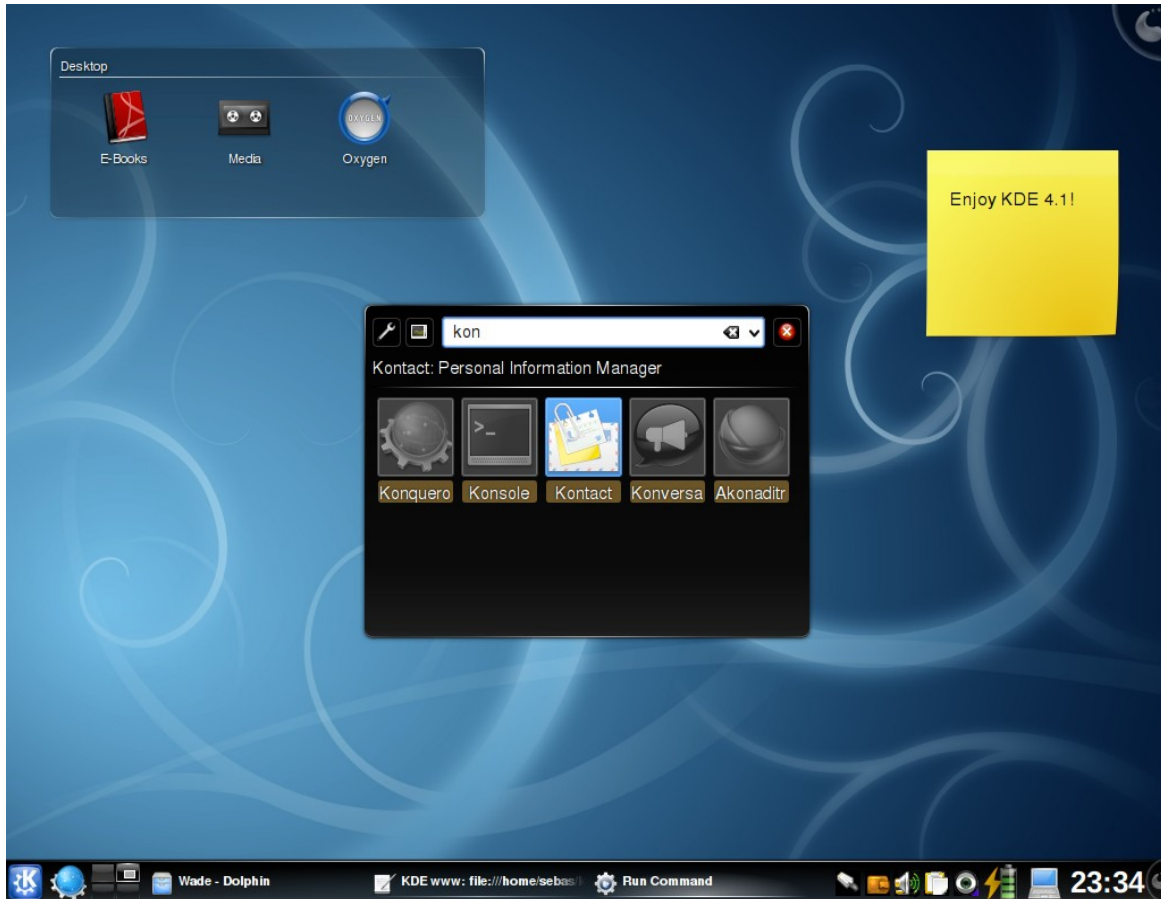 Desktop
E-Books Media OXYGEN Oxygen
Enjoy KDE 4.1!
kon
Kontact: Personal Information Manager
>_
Konquero Konsole Kontact Konversa Akonaditr
K Wade - Dolphin KDE www: file:///home/sebas/ Run Command 23:34